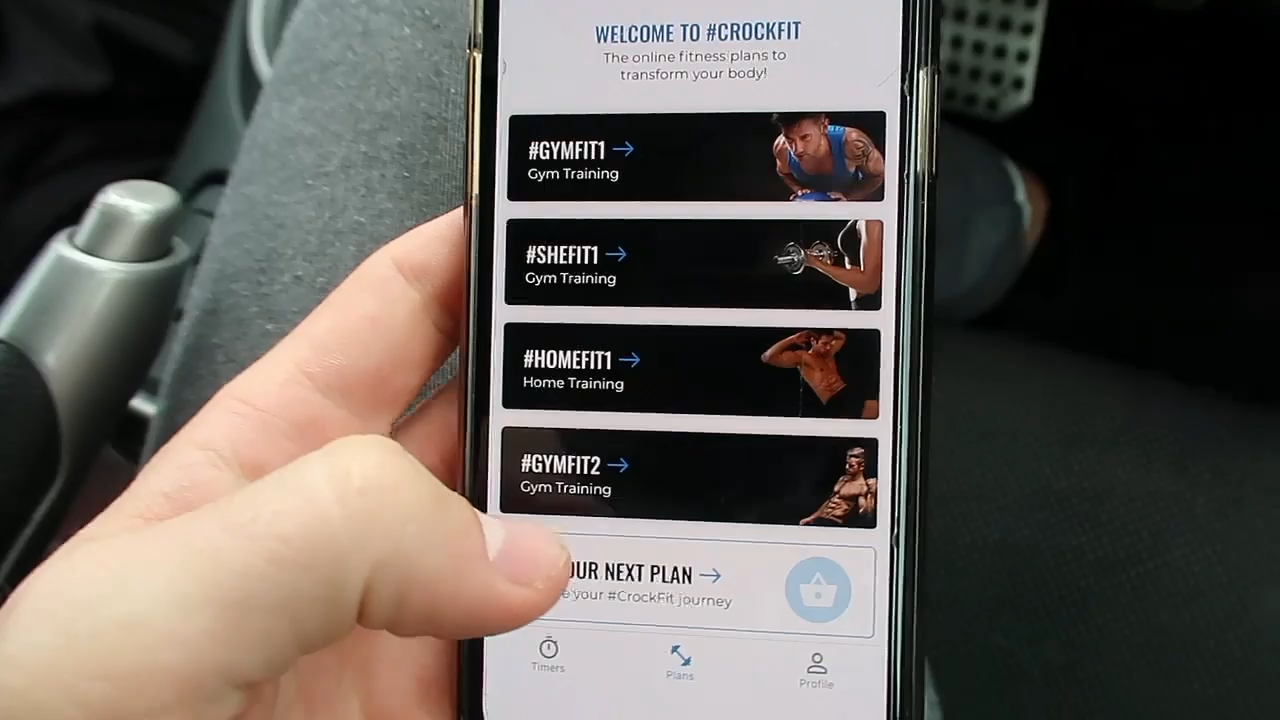 WELCOME TO #CROCKFIT
The online fitness plans to
transform your body!
#GYMFIT1 →
Gym Training
#SHEFIT1 →
Gym Training
#HOMEFIT1 →
Home Training
#GYMFIT2 →
Gym Training
NEXT PLAN →
your #CrockFit journey
Timers
Plans
Profile